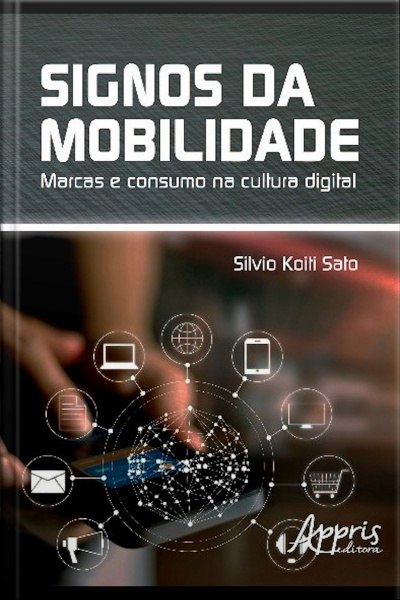 SIGNOS DA
MOBILIDADE
Marcas e consumo na cultura digital
Silvio Koiti Sato
Appris
editora